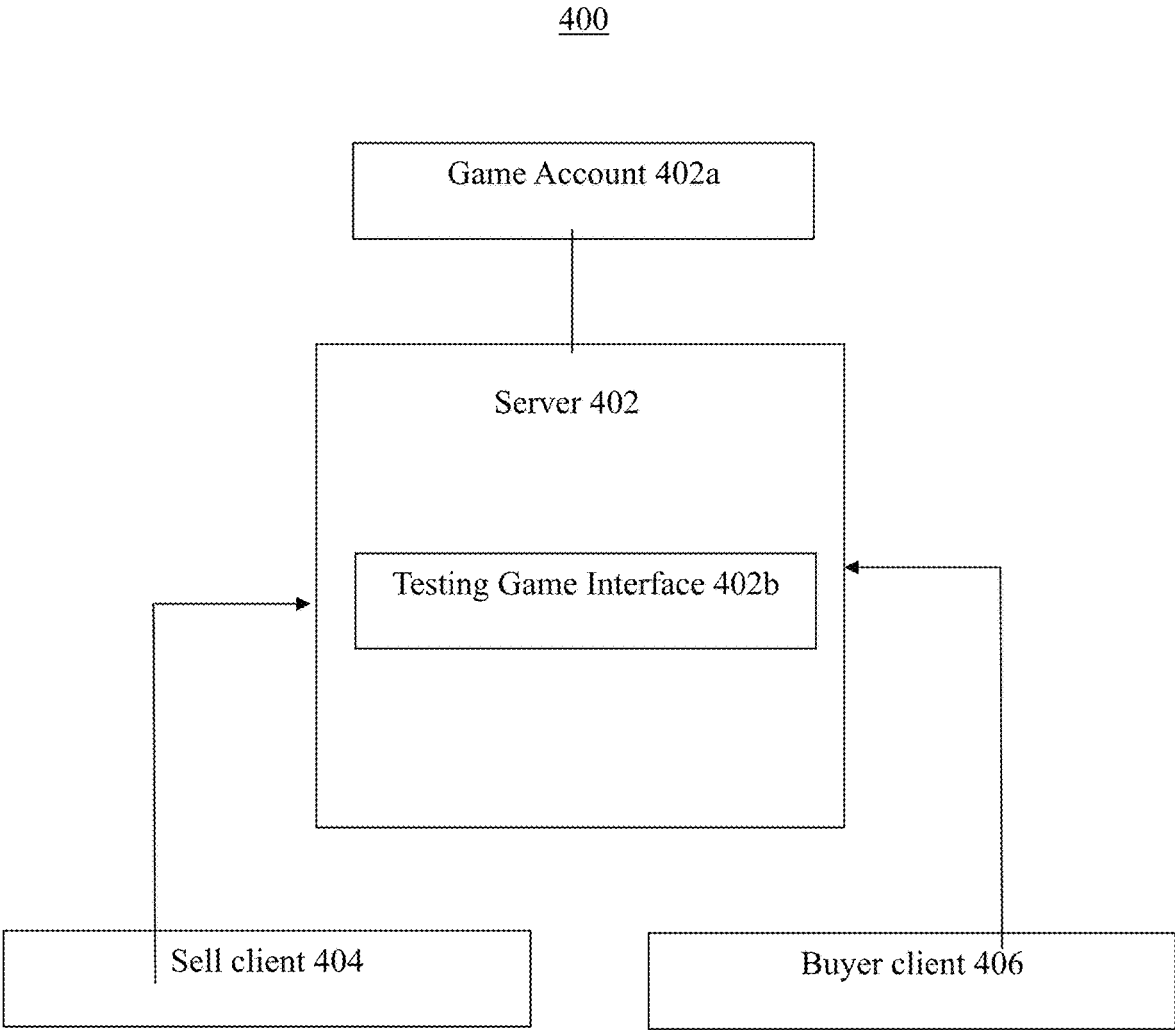 400
Game Account 402a
Server 402
Testing Game Interface 402b
Sell client 404
Buyer client 406